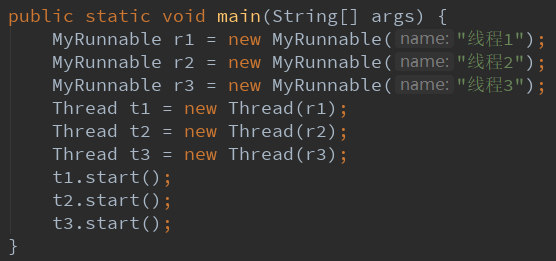 public static void main(String[] args) {
    MyRunnable r1 = new MyRunnable( name: "线程1");
    MyRunnable r2 = new MyRunnable( name: "线程2");
    MyRunnable r3 = new MyRunnable( name: "线程3");
    Thread t1 = new Thread(r1);
    Thread t2 = new Thread(r2);
    Thread t3 = new Thread(r3);
    t1.start();
    t2.start();
    t3.start();
}